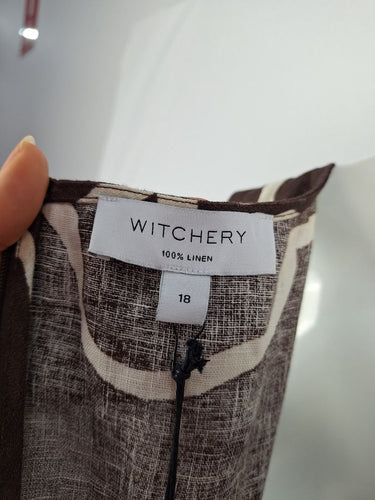 WITCHERY
100% LINEN
18